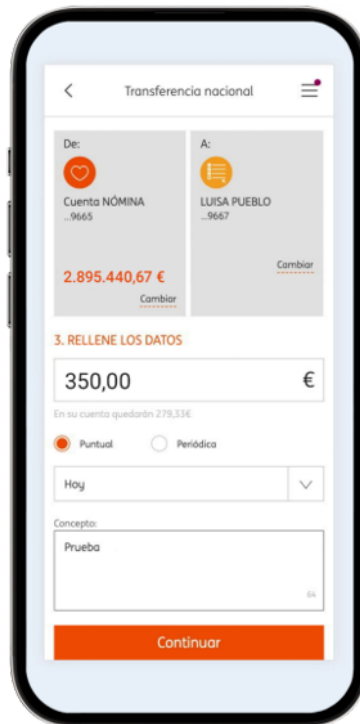 Transferencia nacional
De:
Cuenta NÓMINA
...9665
2.895.440,67 €
Cambiar
A:
LUISA PUEBLO
...9667
Cambiar
3. RELLENE LOS DATOS
350,00 €
En su cuenta quedarán 279,33€
Puntual Periódica
Hoy
Concepto:
Prueba
64
Continuar